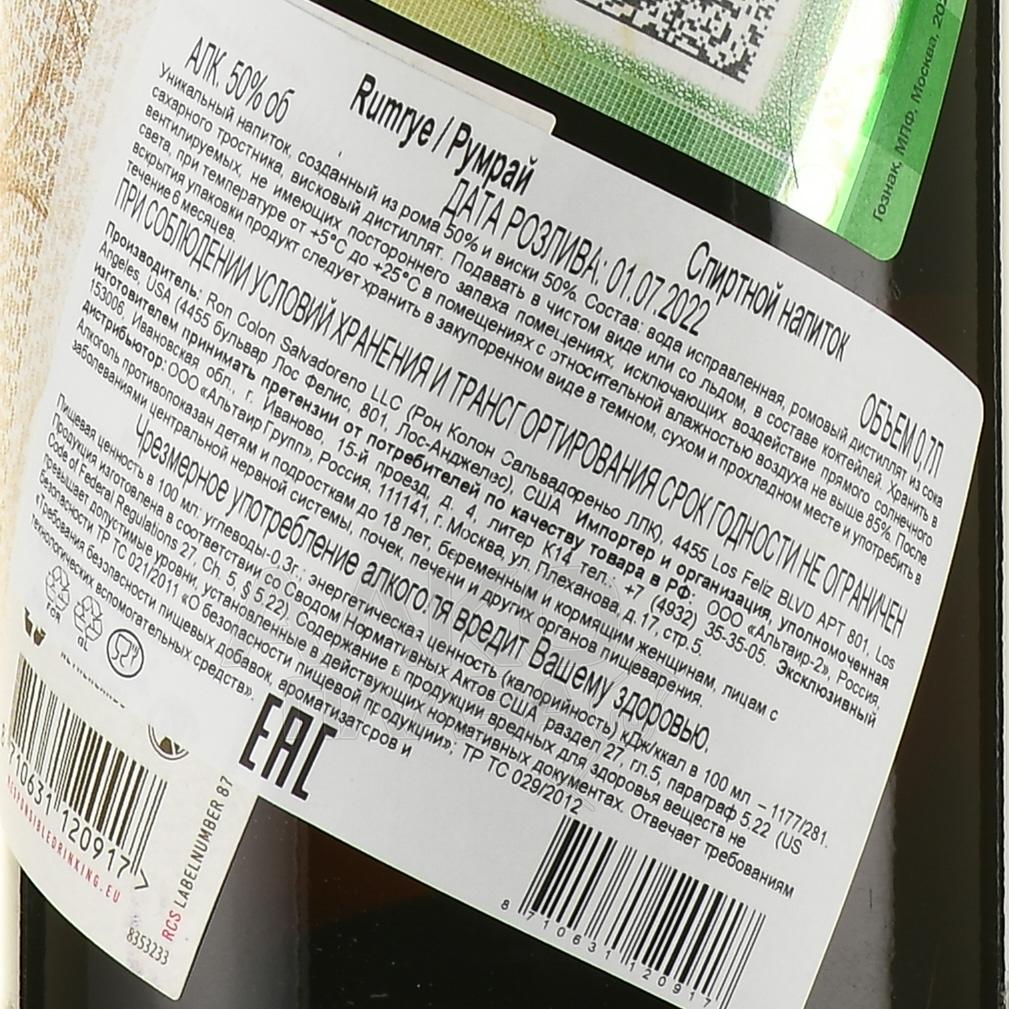 Гознак, МПФ, Москва, 20
АЛК. 50% об
Rumrye / Румрай
Спиртной напиток
ОБЪЕМ 0,7Л
ДАТА РОЗЛИВА: 01.07.2022
Уникальный напиток, созданный из рома 50% и виски 50%. Состав: вода исправленная, ромовый дистиллят из сока
сахарного тростника, висковый дистиллят. Подавать в чистом виде или со льдом, в составе коктейлей. Хранить в
вентилируемых, не имеющих постороннего запаха помещениях, исключающих воздействие прямого солнечного
света, при температуре от +5°С до +25°С в помещениях с относительной влажностью воздуха не выше 85%. После
вскрытия упаковки продукт следует хранить в закупоренном виде в темном, сухом и прохладном месте и употребить в
течение 6 месяцев.
ПРИ СОБЛЮДЕНИИ УСЛОВИЙ ХРАНЕНИЯ И ТРАНСГ ОРТИРОВАНИЯ СРОК ГОДНОСТИ НЕ ОГРАНИЧЕН
Производитель: Ron Colon Salvadoreno LLC (Рон Колон Сальвадореньо ЛЛК), 4455 Los Feliz BLVD APT 801, Los
Angeles, USA (4455 бульвар Лос Фелис, 801, Лос-Анджелес), США. Импортер и организация, уполномоченная
изготовителем принимать претензии от потребителей по качеству товара в РФ: ООО «Альтаир-2», Россия,
153006, Ивановская обл., г. Иваново, 15-й проезд, д. 4, литер К14 тел.: +7 (4932) 35-35-05. Эксклюзивный
дистрибьютор: ООО «Альтаир Групп», Россия, 111141, г. Москва, ул. Плеханова, д.17, стр.5.
Алкоголь противопоказан детям и подросткам до 18 лет, беременным и кормящим женщинам, лицам с
заболеваниями центральной нервной системы, почек, печени и других органов пищеварения.
Чрезмерное употребление алкоголя вредит Вашему здоровью.
Пищевая ценность в 100 мл: углеводы-0,3г., энергетическая ценность (калорийность) кДж/ккал в 100 мл – 1177/281.
Продукция изготовлена в соответствии со Сводом Нормативных Актов США, раздел 27, гл.5, параграф 5.22 (US
Code of Federal Regulations 27, Ch. 5, § 5.22). Содержание в продукции вредных для здоровья веществ не
превышает допустимые уровни, установленные в действующих нормативных документах. Отвечает требованиям
безопасности ТР ТС 021/2011 «О безопасности пищевой продукции»; ТР ТС 029/2012
«Требования безопасности пищевых добавок, ароматизаторов и
технологических вспомогательных средств»
EAC
GL
8 710631 120917
710631 120917
RESPONSIBLEDRINKING.EU
RCS LABELNUMBER 87
8353233